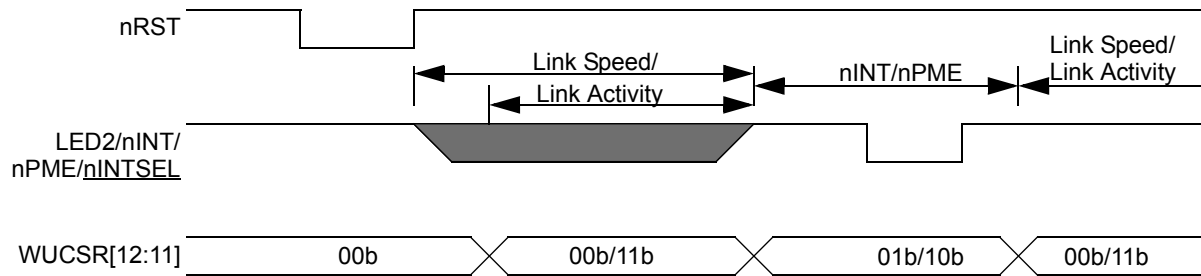 nRST
Link Speed/
Link Activity
nINT/nPME
Link Speed/
Link Activity
LED2/nINT/
nPME/nINTSEL
WUCSR[12:11]
00b
00b/11b
01b/10b
00b/11b